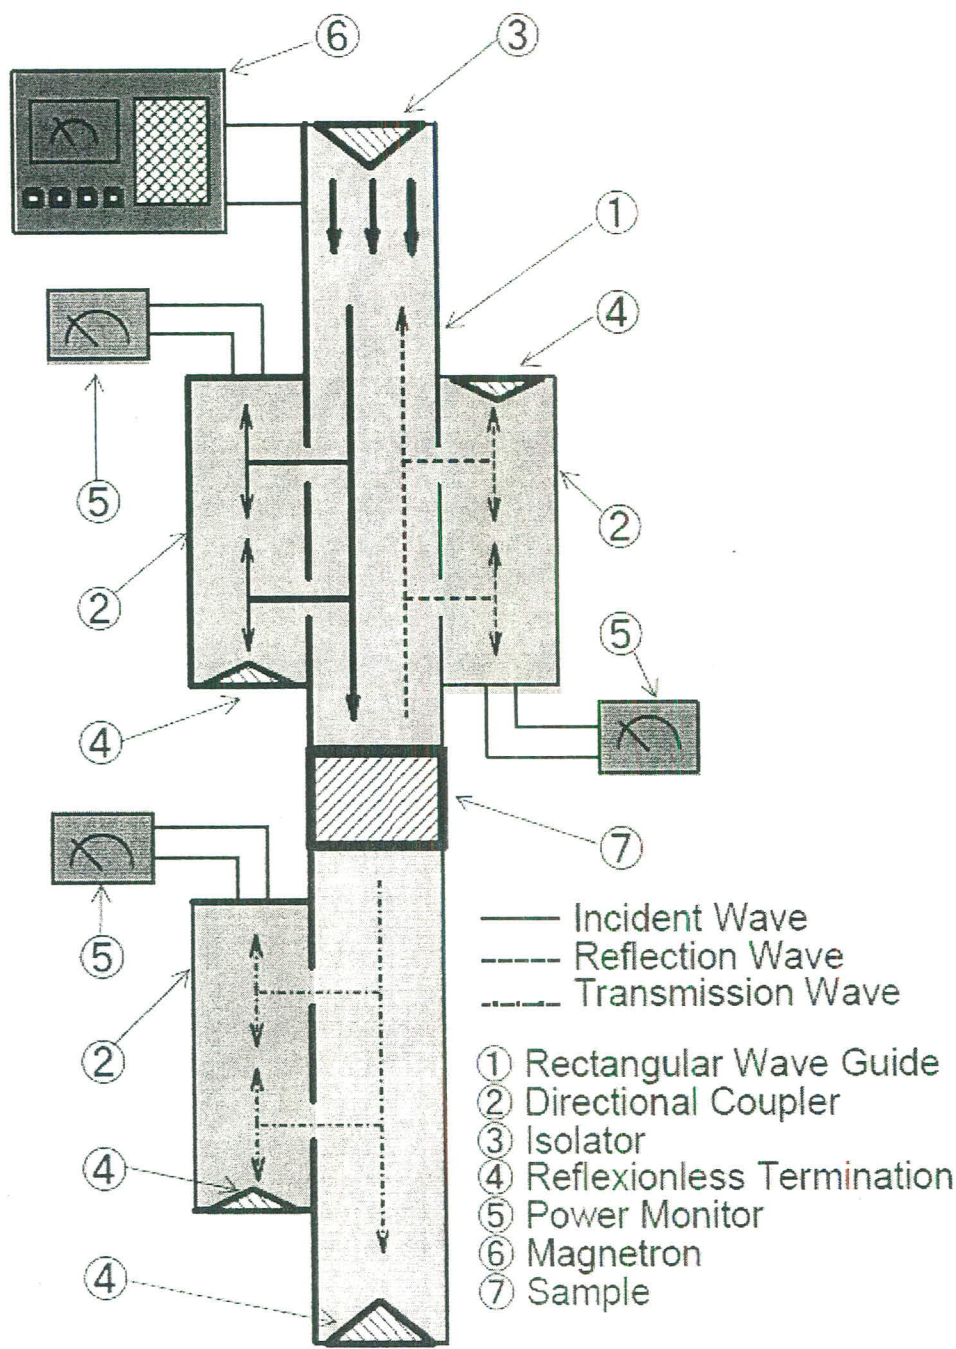 ⑥ ③
①
④
⑤
②
②
⑤
④
⑦
⑤
②
④
④
Incident Wave
Reflection Wave
Transmission Wave
① Rectangular Wave Guide
② Directional Coupler
③ Isolator
④ Reflexionless Termination
⑤ Power Monitor
⑥ Magnetron
⑦ Sample